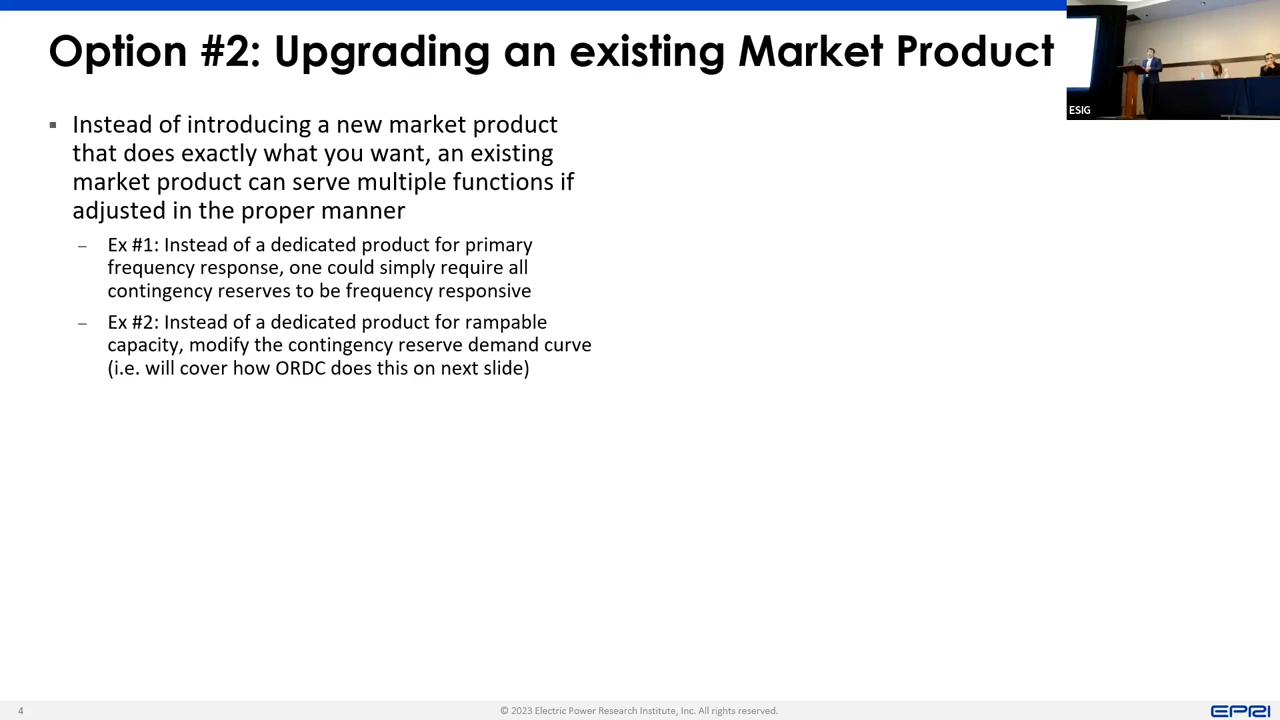 Option #2: Upgrading an existing Market Product
ESIG
▪ Instead of introducing a new market product
that does exactly what you want, an existing
market product can serve multiple functions if
adjusted in the proper manner
– Ex #1: Instead of a dedicated product for primary
frequency response, one could simply require all
contingency reserves to be frequency responsive
– Ex #2: Instead of a dedicated product for rampable
capacity, modify the contingency reserve demand curve
(i.e. will cover how ORDC does this on next slide)
4
© 2023 Electric Power Research Institute, Inc. All rights reserved.
EPRI